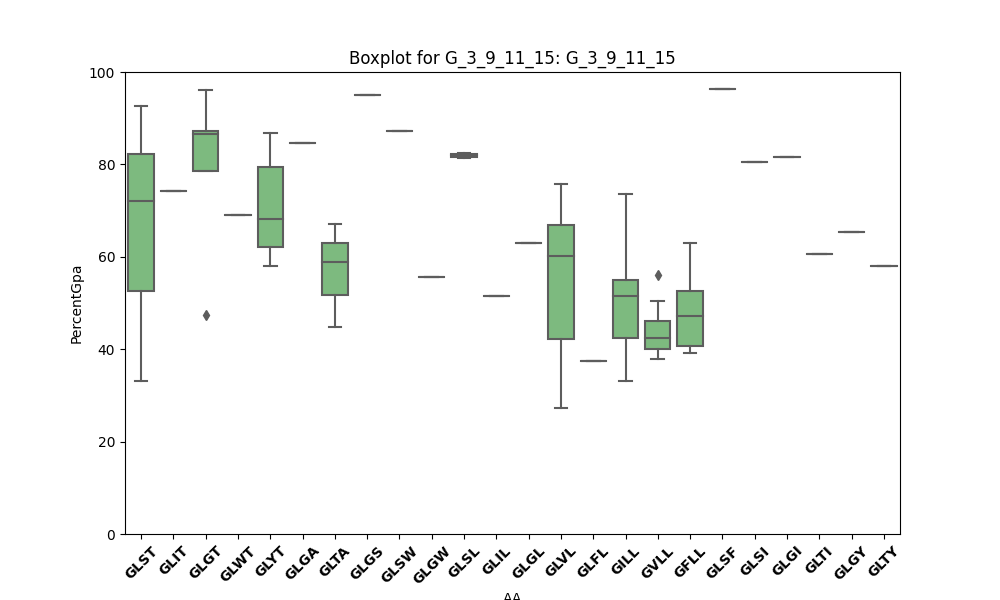 Boxplot for G_3_9_11_15: G_3_9_11_15
100
80
60
40
20
0
PercentGpa
GLST GLIT GLGT GLWT GLYT GLGA GLTA GLGS GLSW GLGW GLSL GLIL GLGL GLVL GLFL GILL GVLL GFLL GLSF GLSI GLGI GLTI GLGY GLTY
AA